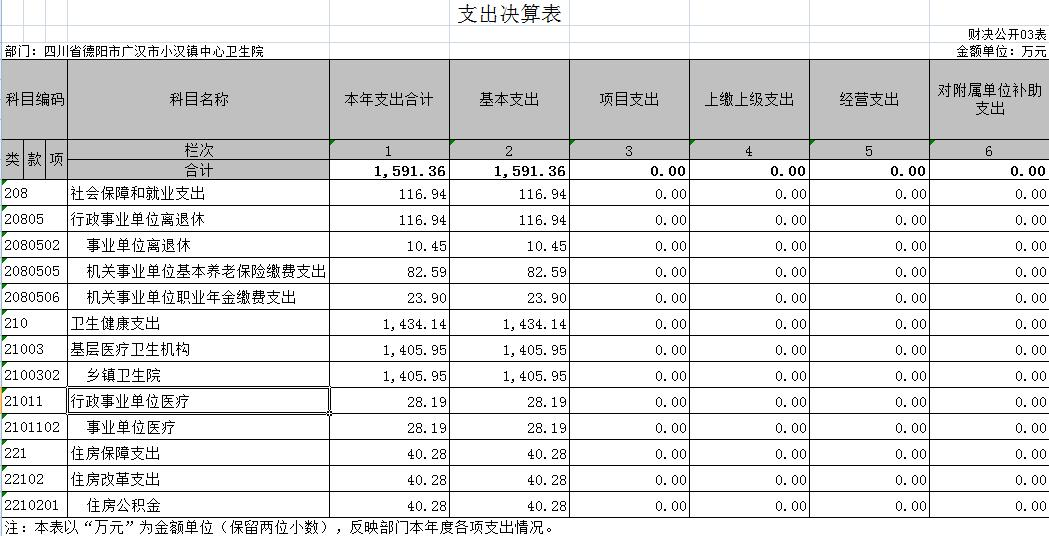 支出决算表
财决公开03表
部门：四川省德阳市广汉市小汉镇中心卫生院 金额单位：万元
科目编码 科目名称 本年支出合计 基本支出 项目支出 上缴上级支出 经营支出 对附属单位补助
支出
类 款 项 栏次 1 2 3 4 5 6
合计 1,591.36 1,591.36 0.00 0.00 0.00 0.00
208 社会保障和就业支出 116.94 116.94 0.00 0.00 0.00 0.00
20805 行政事业单位离退休 116.94 116.94 0.00 0.00 0.00 0.00
2080502 事业单位离退休 10.45 10.45 0.00 0.00 0.00 0.00
2080505 机关事业单位基本养老保险缴费支出 82.59 82.59 0.00 0.00 0.00 0.00
2080506 机关事业单位职业年金缴费支出 23.90 23.90 0.00 0.00 0.00 0.00
210 卫生健康支出 1,434.14 1,434.14 0.00 0.00 0.00 0.00
21003 基层医疗卫生机构 1,405.95 1,405.95 0.00 0.00 0.00 0.00
2100302 乡镇卫生院 1,405.95 1,405.95 0.00 0.00 0.00 0.00
21011 行政事业单位医疗 28.19 28.19 0.00 0.00 0.00 0.00
2101102 事业单位医疗 28.19 28.19 0.00 0.00 0.00 0.00
221 住房保障支出 40.28 40.28 0.00 0.00 0.00 0.00
22102 住房改革支出 40.28 40.28 0.00 0.00 0.00 0.00
2210201 住房公积金 40.28 40.28 0.00 0.00 0.00 0.00
注：本表以“万元”为金额单位（保留两位小数），反映部门本年度各项支出情况。